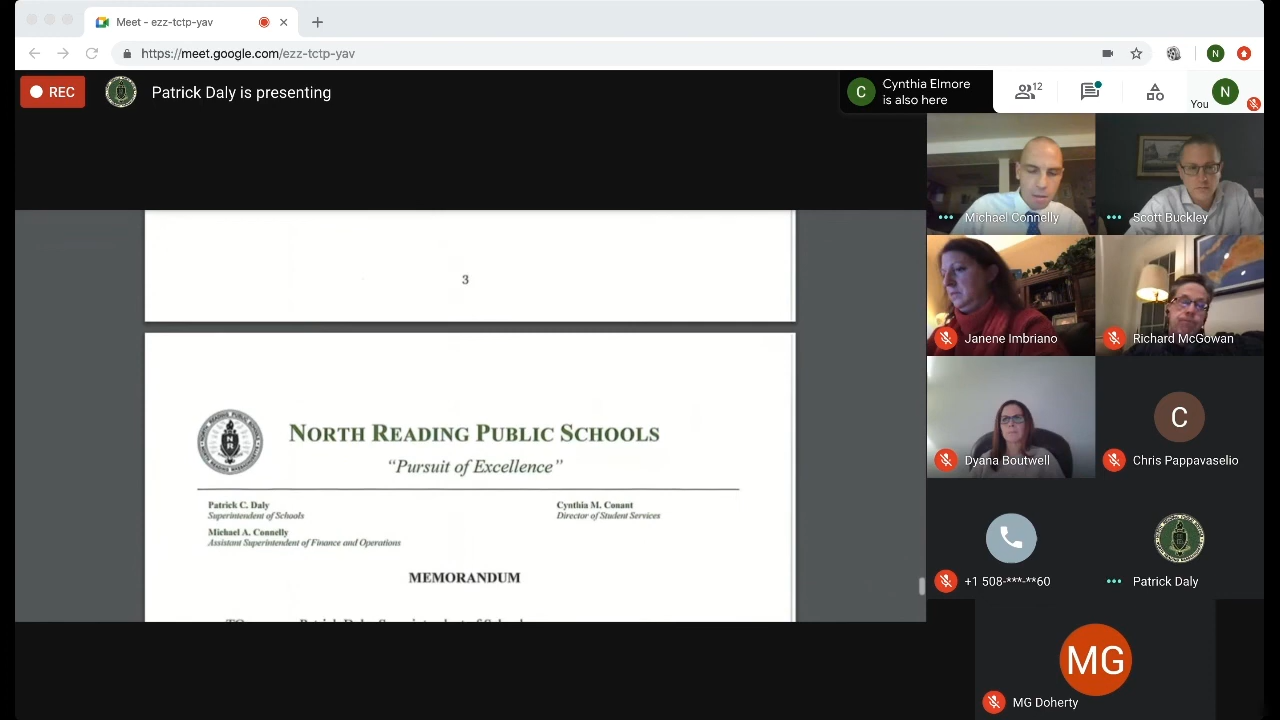 Meet - ezz-tctp-yav
https://meet.google.com/ezz-tctp-yav
N
REC
Patrick Daly is presenting
C
Cynthia Elmore
is also here
12
You
N
Michael Connelly
Scott Buckley
Janene Imbriano
Richard McGowan
Dyana Boutwell
C
Chris Pappavaselio
+1 508-***-**60
Patrick Daly
MG
MG Doherty
3
NORTH READING PUBLIC SCHOOLS
"Pursuit of Excellence"
Patrick C. Daly
Superintendent of Schools
Cynthia M. Conant
Director of Student Services
Michael A. Connelly
Assistant Superintendent of Finance and Operations
MEMORANDUM